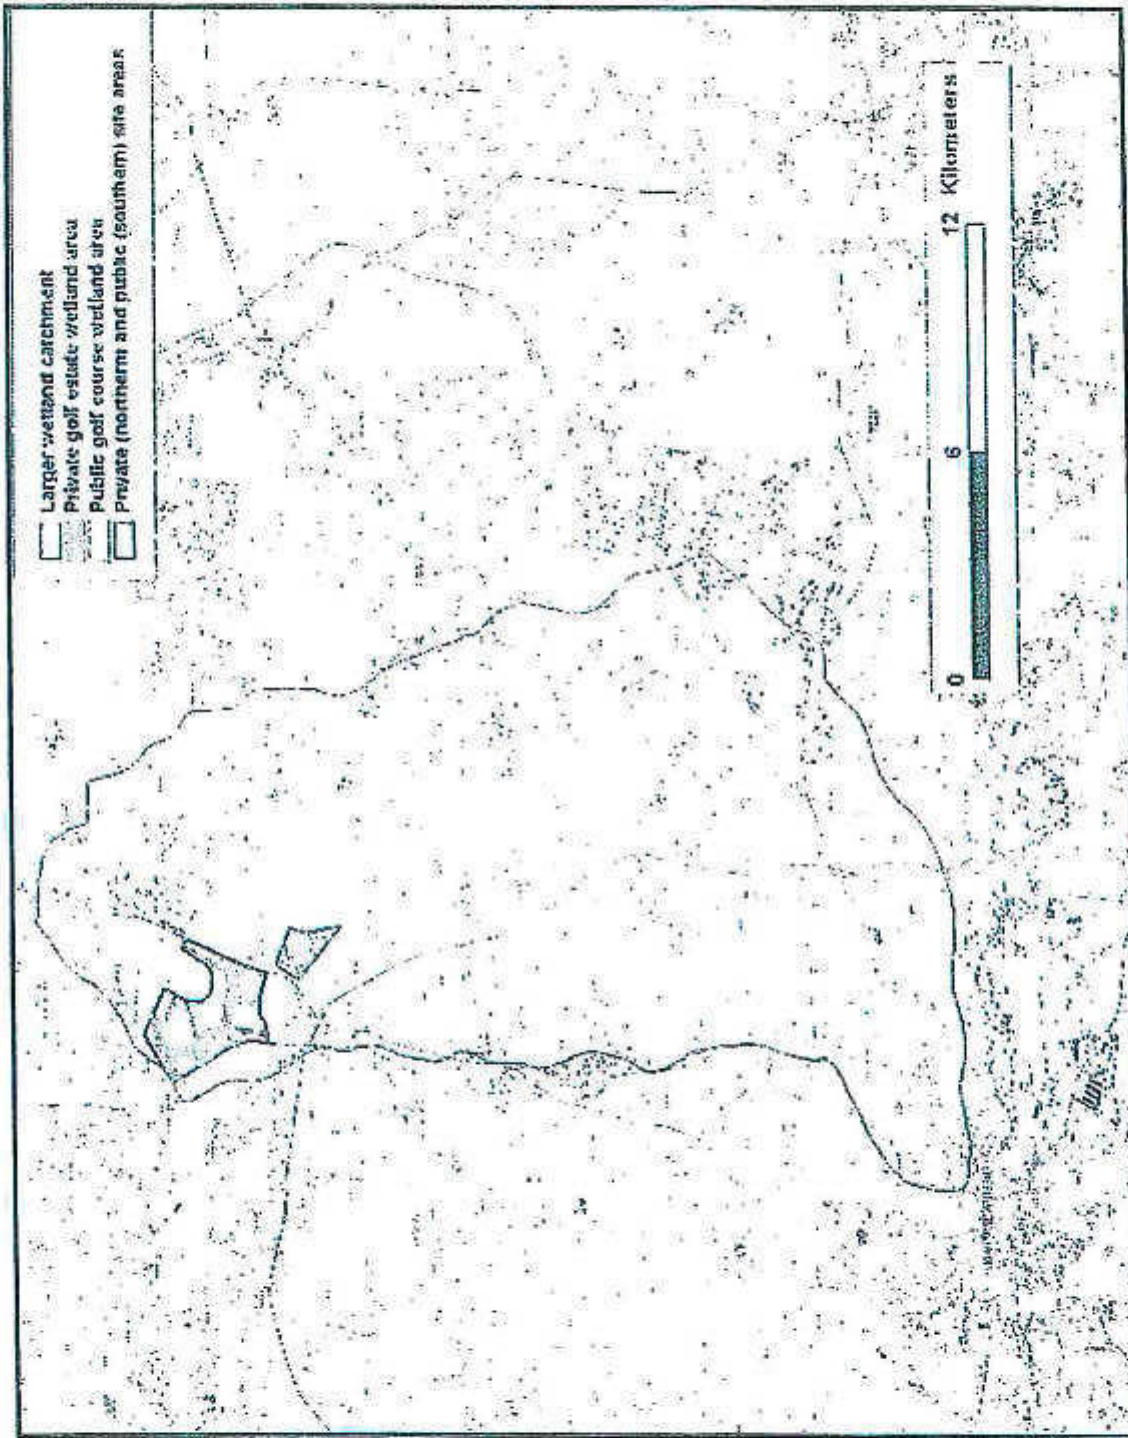 Larger wetland catchment
Private golf estate wetland area
Public golf course wetland area
Private (northern and public (southern) site areas
0 6 12 Kilometers